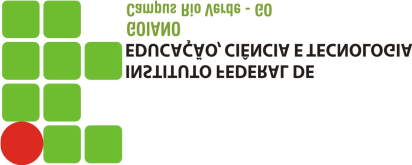 INSTITUTO FEDERAL DE
EDUCAÇÃO, CIÊNCIA E TECNOLOGIA
GOIANO
Campus Rio Verde - GO